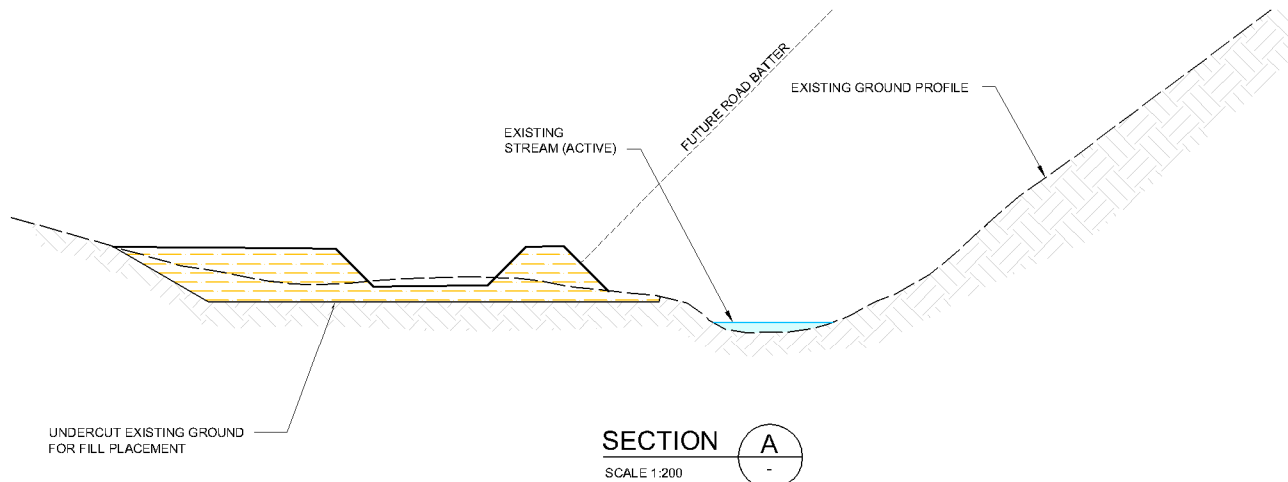 FUTURE ROAD BATTER
EXISTING GROUND PROFILE
EXISTING
STREAM (ACTIVE)
UNDERCUT EXISTING GROUND
FOR FILL PLACEMENT
SECTION A
SCALE 1:200 -